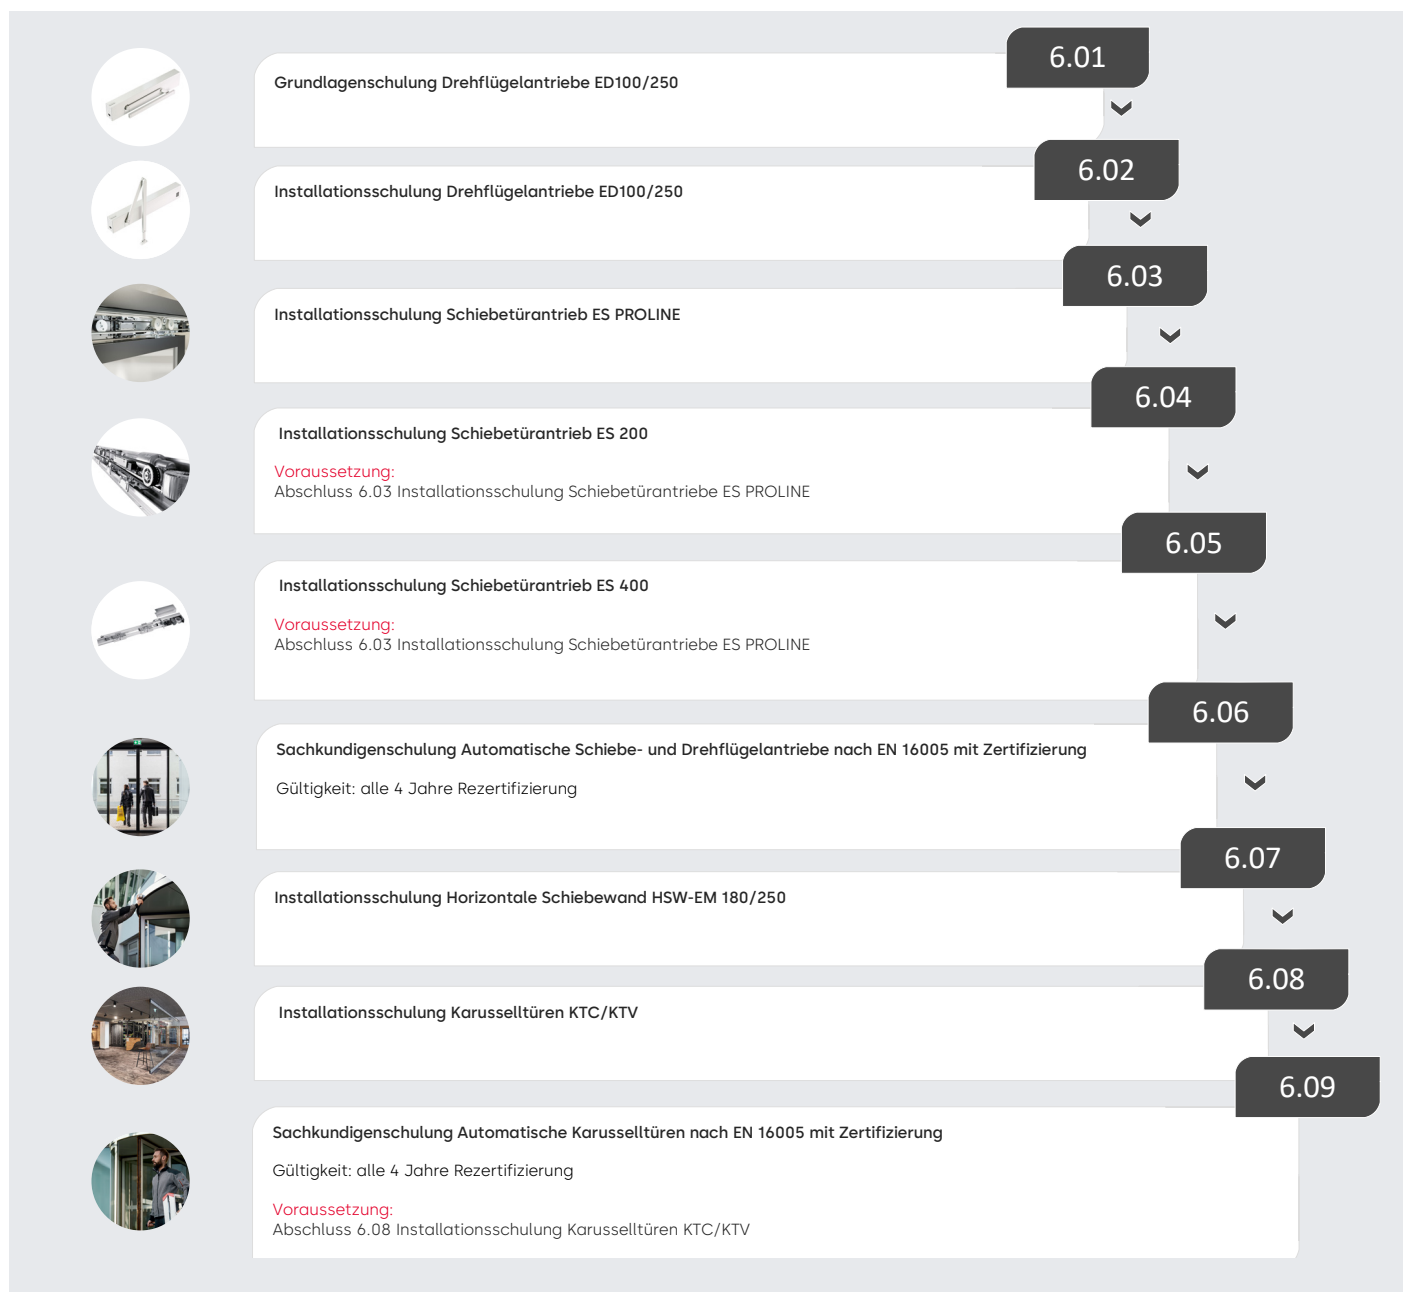 6.01
Grundlagenschulung Drehflügelantriebe ED100/250
6.02
Installationsschulung Drehflügelantriebe ED100/250
6.03
Installationsschulung Schiebetürantrieb ES PROLINE
6.04
Installationsschulung Schiebetürantrieb ES 200
Voraussetzung:
Abschluss 6.03 Installationsschulung Schiebetürantriebe ES PROLINE
6.05
Installationsschulung Schiebetürantrieb ES 400
Voraussetzung:
Abschluss 6.03 Installationsschulung Schiebetürantriebe ES PROLINE
6.06
Sachkundigenschulung Automatische Schiebe- und Drehflügelantriebe nach EN 16005 mit Zertifizierung
Gültigkeit: alle 4 Jahre Rezertifizierung
6.07
Installationsschulung Horizontale Schiebewand HSW-EM 180/250
6.08
Installationsschulung Karusselltüren KTC/KTV
6.09
Sachkundigenschulung Automatische Karusselltüren nach EN 16005 mit Zertifizierung
Gültigkeit: alle 4 Jahre Rezertifizierung
Voraussetzung:
Abschluss 6.08 Installationsschulung Karusselltüren KTC/KTV